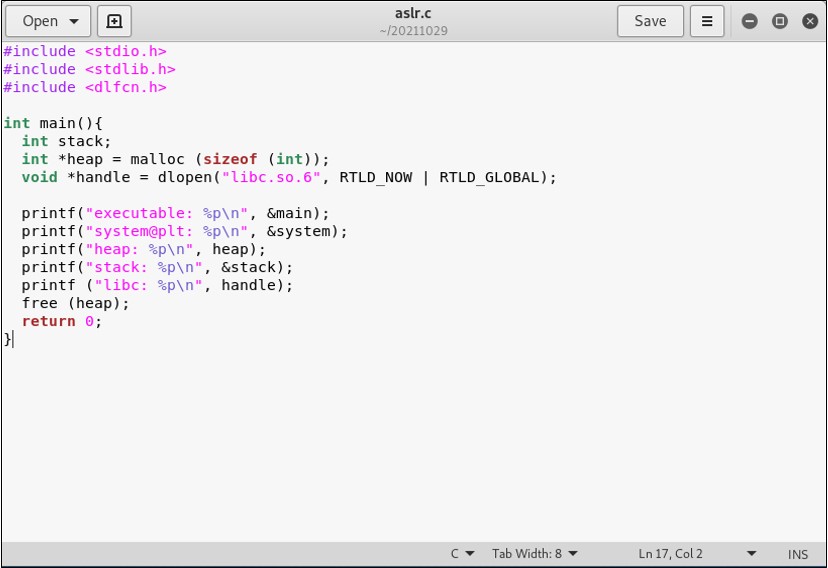 Open
aslr.c
~/20211029
Save
#include <stdio.h>
#include <stdlib.h>
#include <dlfcn.h>

int main(){
  int stack;
  int *heap = malloc (sizeof (int));
  void *handle = dlopen("libc.so.6", RTLD_NOW | RTLD_GLOBAL);

  printf("executable: %p\n", &main);
  printf("system@plt: %p\n", &system);
  printf("heap: %p\n", heap);
  printf("stack: %p\n", &stack);
  printf ("libc: %p\n", handle);
  free (heap);
  return 0;
}
C Tab Width: 8 Ln 17, Col 2 INS